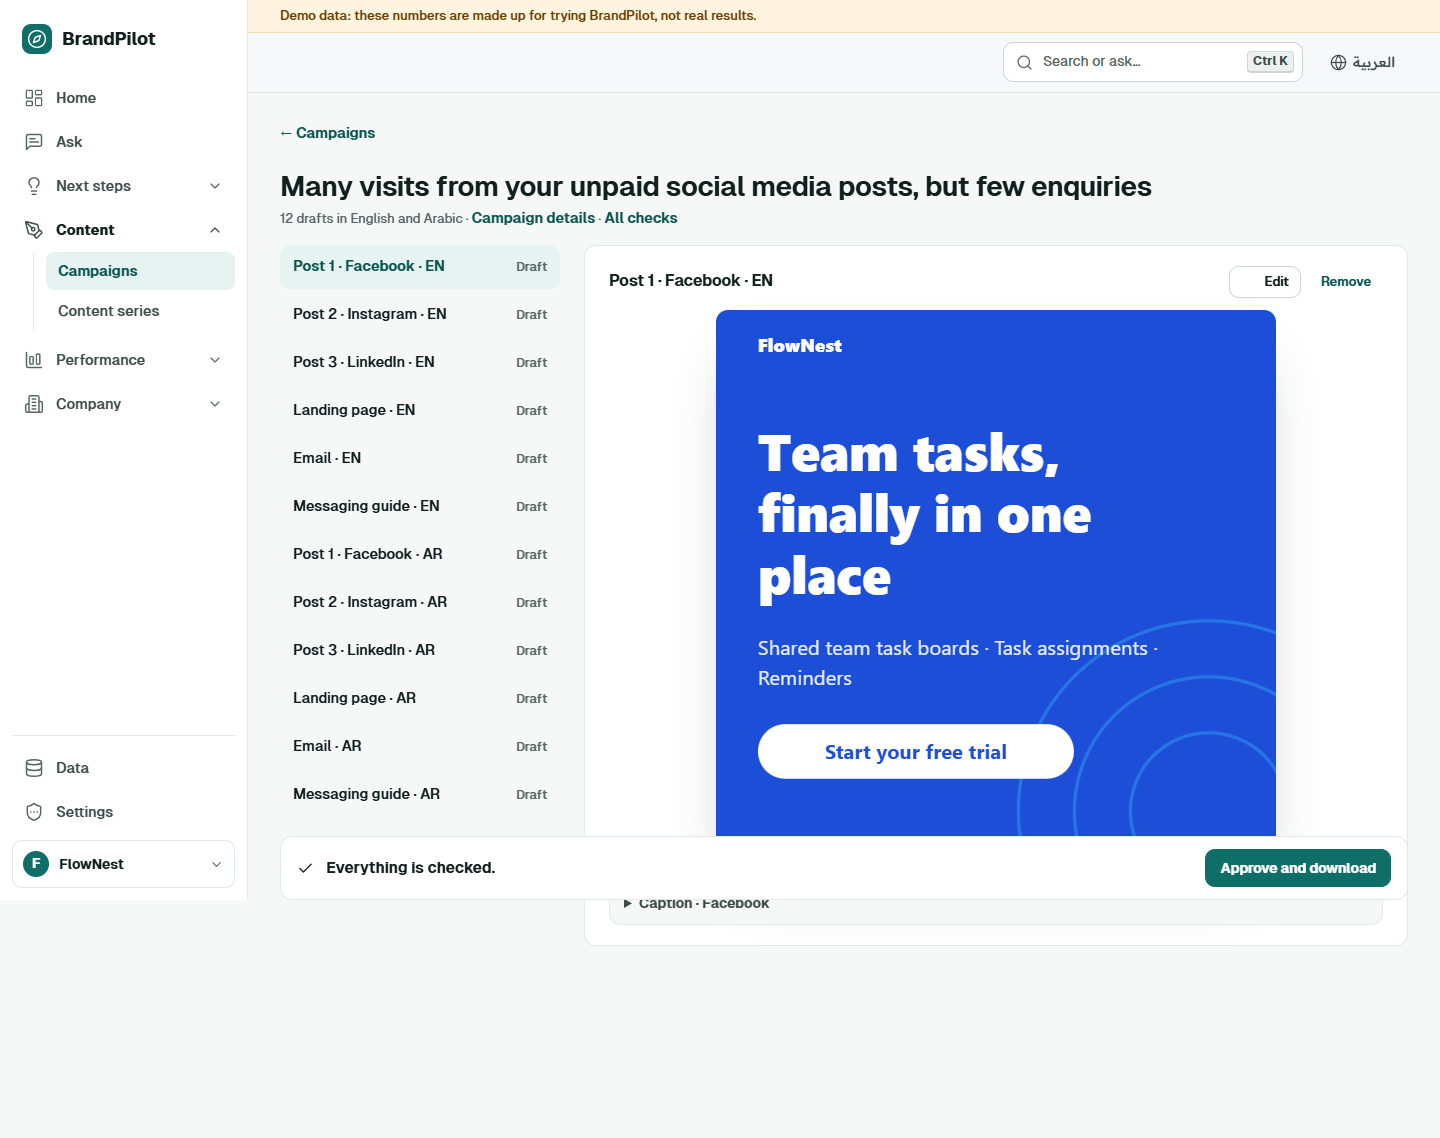 Demo data: these numbers are made up for trying BrandPilot, not real results.
BrandPilot
Search or ask...
Ctrl K
العربية
Home
Ask
Next steps
Content
Campaigns
Content series
Performance
Company
Data
Settings
F
FlowNest
← Campaigns
Many visits from your unpaid social media posts, but few enquiries
12 drafts in English and Arabic · Campaign details · All checks
Post 1 · Facebook · EN Draft
Post 2 · Instagram · EN Draft
Post 3 · LinkedIn · EN Draft
Landing page · EN Draft
Email · EN Draft
Messaging guide · EN Draft
Post 1 · Facebook · AR Draft
Post 2 · Instagram · AR Draft
Post 3 · LinkedIn · AR Draft
Landing page · AR Draft
Email · AR Draft
Messaging guide · AR Draft
Post 1 · Facebook · EN
Edit
Remove
FlowNest
Team tasks,
finally in one
place
Shared team task boards · Task assignments ·
Reminders
Start your free trial
Everything is checked.
Approve and download
Caption · Facebook